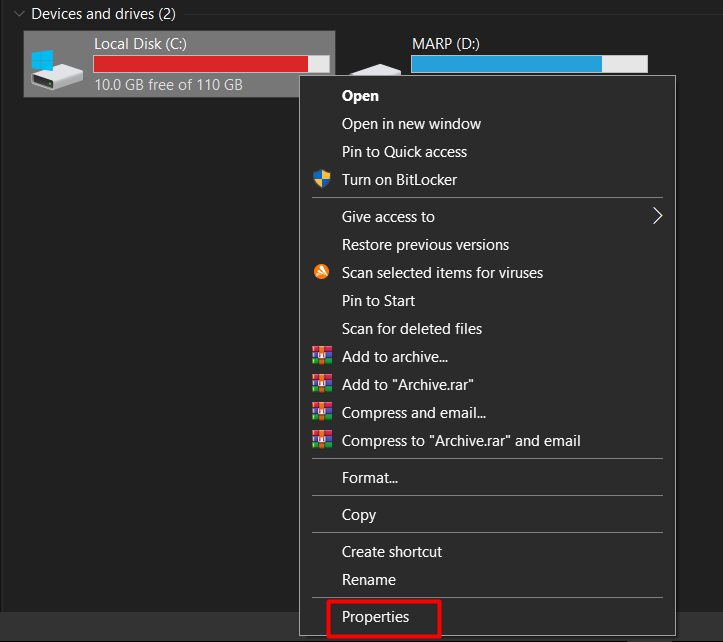 Devices and drives (2)
Local Disk (C:)
10.0 GB free of 110 GB
MARP (D:)
Open
Open in new window
Pin to Quick access
Turn on BitLocker
Give access to
Restore previous versions
Scan selected items for viruses
Pin to Start
Scan for deleted files
Add to archive...
Add to "Archive.rar"
Compress and email...
Compress to "Archive.rar" and email
Format...
Copy
Create shortcut
Rename
Properties